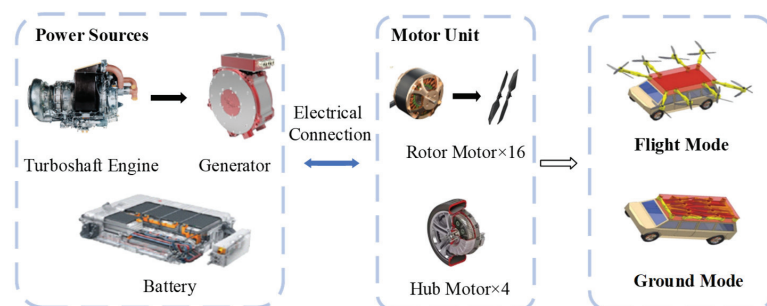 Power Sources
Turboshaft Engine
Generator
Battery
Electrical
Connection
Motor Unit
Rotor Motor×16
Hub Motor×4
Flight Mode
Ground Mode